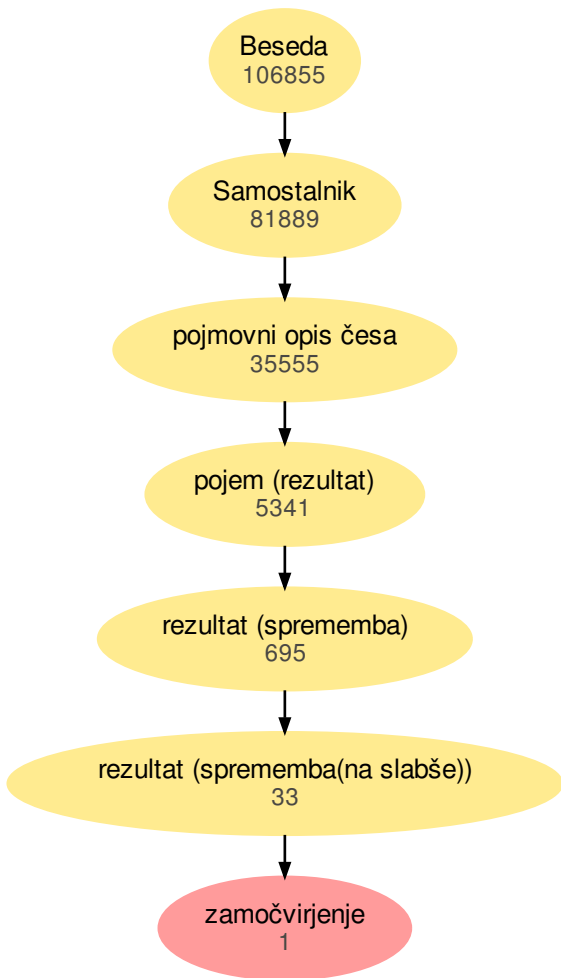 Beseda
106855
Samostalnik
81889
pojmovni opis česa
35555
pojem (rezultat)
5341
rezultat (sprememba)
695
rezultat (sprememba(na slabše))
33
zamočvirjenje
1